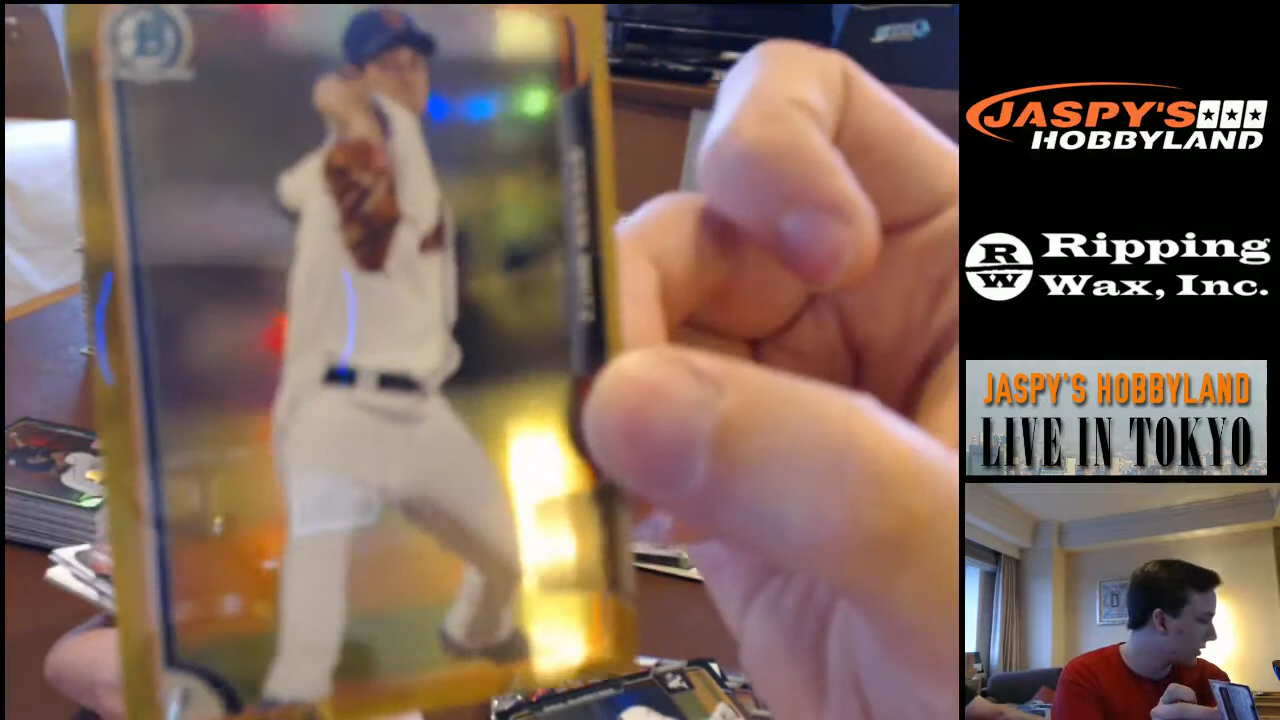 JASPY'S
HOBBYLAND
R
W
Ripping
Wax, Inc.
JASPY'S HOBBYLAND
LIVE IN TOKYO